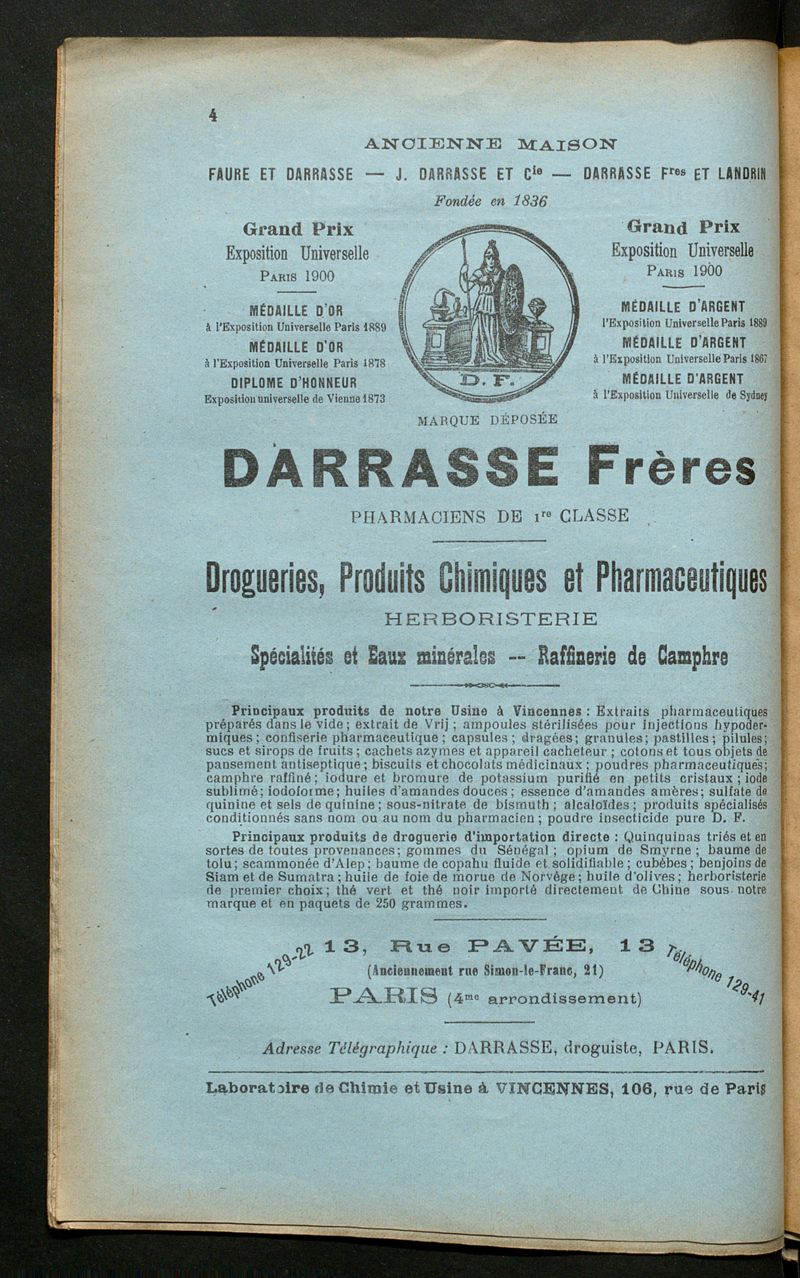 4
ANCIENNE MAISON
FAURE ET DARRASSE — J. DARRASSE ET Cie — DARRASSE Fres ET LANDRIN
Fondée en 1836
Grand Prix
Exposition Universelle
PARIS 1900
MÉDAILLE D'OR
à l'Exposition Universelle Paris 1889
MÉDAILLE D'OR
à l'Exposition Universelle Paris 1878
DIPLOME D'HONNEUR
Exposition universelle de Vienne 1873
D. F.
MARQUE DÉPOSÉE
Grand Prix
Exposition Universelle
PARIS 1900
MÉDAILLE D'ARGENT
l'Exposition Universelle Paris 1889
MÉDAILLE D'ARGENT
à l'Exposition Universelle Paris 1867
MÉDAILLE D'ARGENT
à l'Exposition Universelle de Sydney
DARRASSE Frères
PHARMACIENS DE 1re CLASSE
Drogueries, Produits Chimiques et Pharmaceutiques
HERBORISTERIE
Spécialités et Eaux minérales — Raffinerie de Camphre
Principaux produits de notre Usine à Vincennes : Extraits pharmaceutiques
préparés dans le vide ; extrait de Vrij ; ampoules stérilisées pour injections hypoder-
miques ; confiserie pharmaceutique ; capsules ; dragées ; granules ; pastilles ; pilules ;
sucs et sirops de fruits ; cachets azymes et appareil cacheteur ; cotons et tous objets de
pansement antiseptique ; biscuits et chocolats médicinaux ; poudres pharmaceutiques ;
camphre raffiné ; iodure et bromure de potassium purifié en petits cristaux ; iode
sublimé ; iodoforme ; huiles d'amandes douces ; essence d'amandes amères ; sulfate de
quinine et sels de quinine ; sous-nitrate de bismuth ; alcaloïdes ; produits spécialisés
conditionnés sans nom ou au nom du pharmacien ; poudre insecticide pure D. F.
Principaux produits de droguerie d'importation directe : Quinquinas triés et en
sortes de toutes provenances ; gommes du Sénégal ; opium de Smyrne ; baume de
tolu ; scammonée d'Alep ; baume de copahu fluide et solidifiable ; cubèbes ; benjoins de
Siam et de Sumatra ; huile de foie de morue de Norvège ; huile d'olives ; herboristerie
de premier choix ; thé vert et thé noir importé directement de Chine sous notre
marque et en paquets de 250 grammes.
Téléphone 129-22
13, Rue PAVÉE, 13
(Anciennement rue Simon-le-Franc, 21)
PARIS (4me arrondissement)
Téléphone 129-41
Adresse Télégraphique : DARRASSE, droguiste, PARIS.
Laboratoire de Chimie et Usine à VINCENNES, 106, rue de Paris